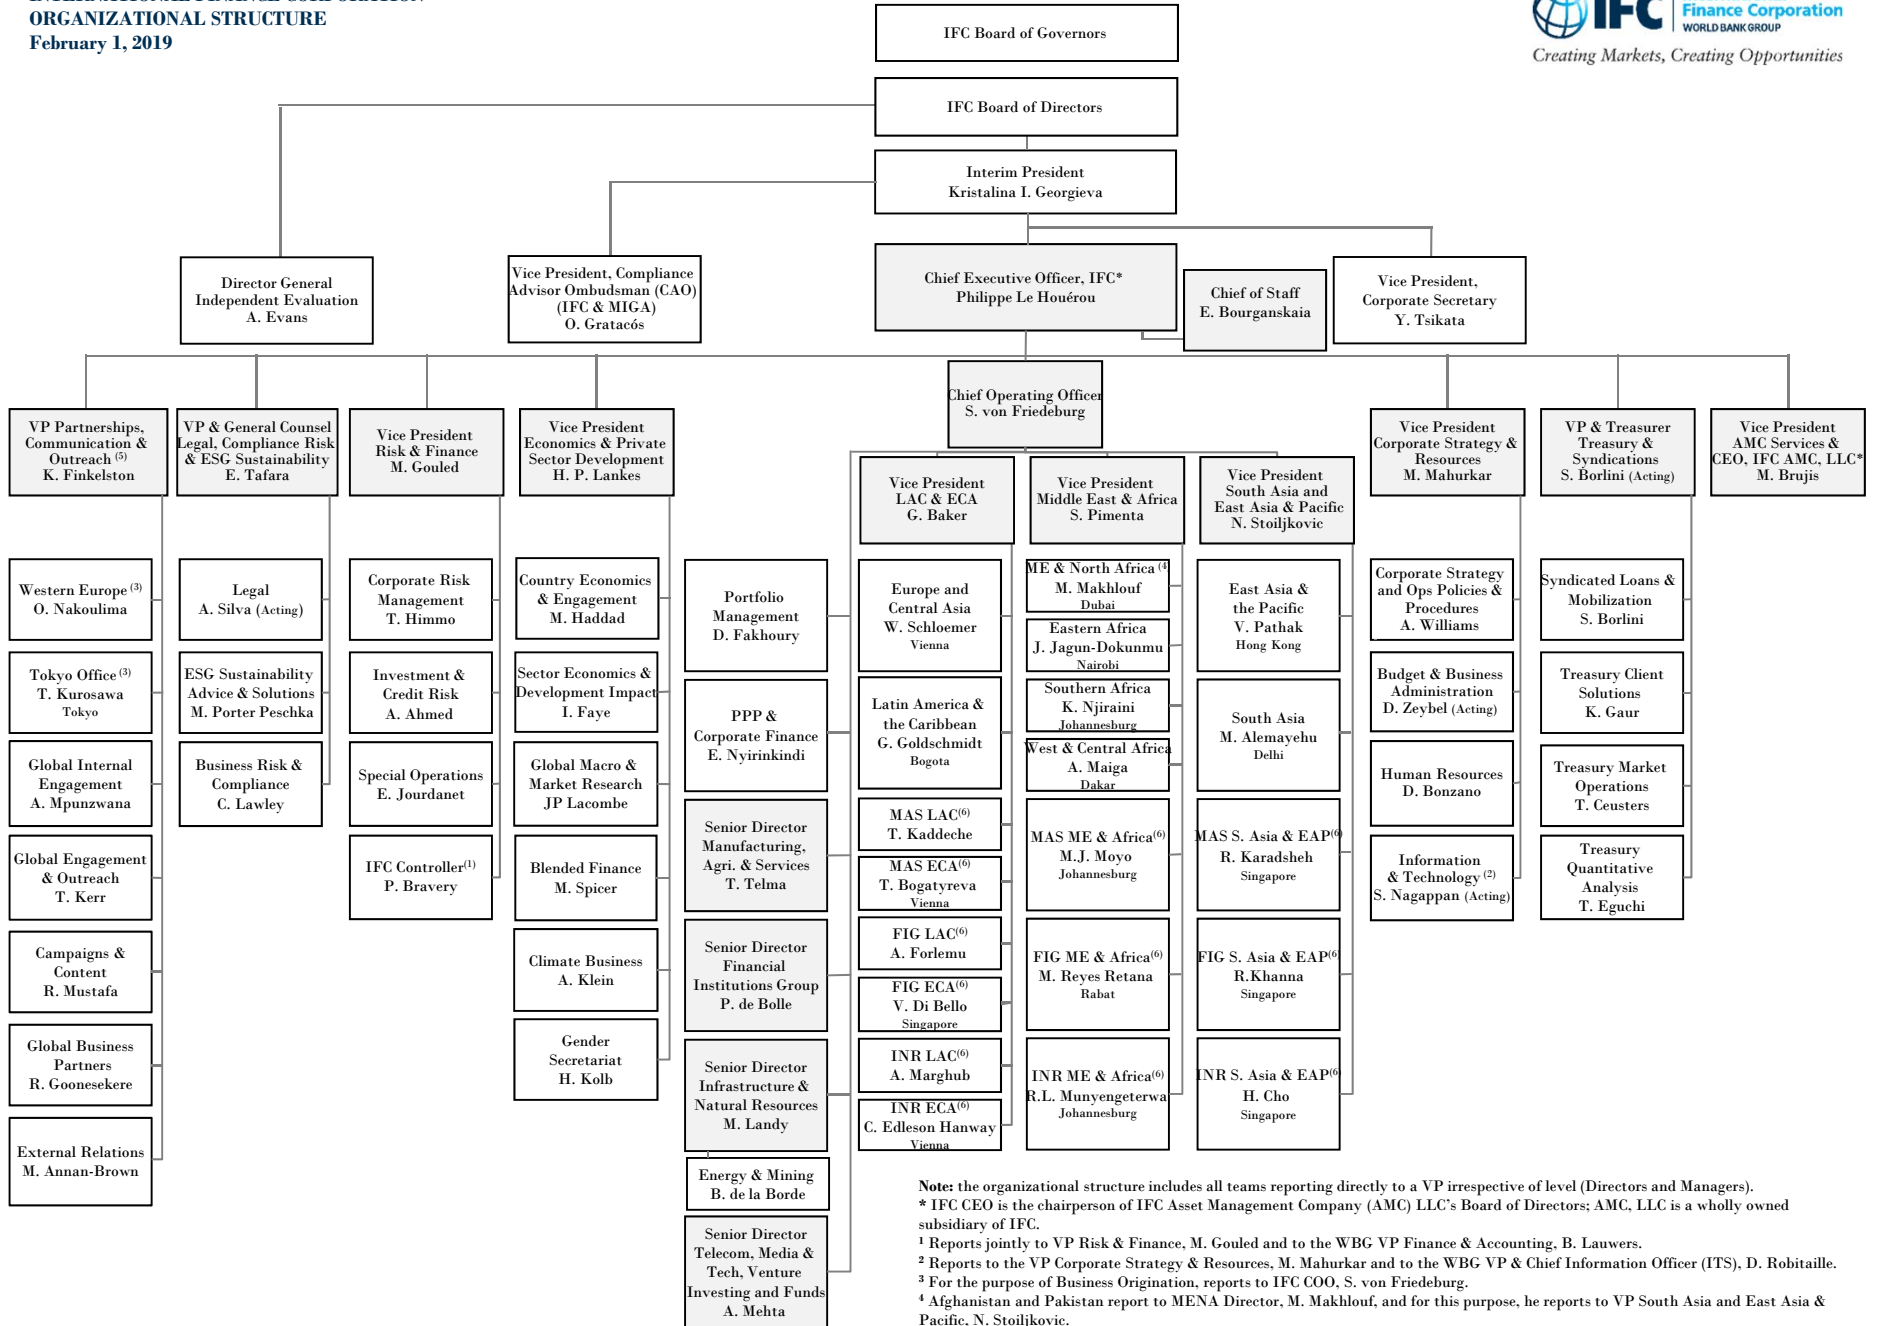 ORGANIZATIONAL STRUCTURE
February 1, 2019
IFC
Finance Corporation
WORLD BANK GROUP
Creating Markets, Creating Opportunities
IFC Board of Governors
IFC Board of Directors
Interim President
Kristalina I. Georgieva
Director General
Independent Evaluation
A. Evans
Vice President, Compliance
Advisor Ombudsman (CAO)
(IFC & MIGA)
O. Gratacós
Chief Executive Officer, IFC*
Philippe Le Houérou
Chief of Staff
E. Bourganskaia
Vice President,
Corporate Secretary
Y. Tsikata
Chief Operating Officer
S. von Friedeburg
VP Partnerships,
Communication &
Outreach (5)
K. Finkelston
VP & General Counsel
Legal, Compliance Risk
& ESG Sustainability
E. Tafara
Vice President
Risk & Finance
M. Gouled
Vice President
Economics & Private
Sector Development
H. P. Lankes
Vice President
LAC & ECA
G. Baker
Vice President
Middle East & Africa
S. Pimenta
Vice President
South Asia and
East Asia & Pacific
N. Stoiljkovic
Vice President
Corporate Strategy &
Resources
M. Mahurkar
VP & Treasurer
Treasury &
Syndications
S. Borlini (Acting)
Vice President
AMC Services &
CEO, IFC AMC, LLC*
M. Brujis
Western Europe (3)
O. Nakoulima
Tokyo Office (3)
T. Kurosawa
Tokyo
Global Internal
Engagement
A. Mpunzwana
Global Engagement
& Outreach
T. Kerr
Campaigns &
Content
R. Mustafa
Global Business
Partners
R. Goonesekere
External Relations
M. Annan-Brown
Legal
A. Silva (Acting)
ESG Sustainability
Advice & Solutions
M. Porter Peschka
Business Risk &
Compliance
C. Lawley
Corporate Risk
Management
T. Himmo
Investment &
Credit Risk
A. Ahmed
Special Operations
E. Jourdanet
IFC Controller(1)
P. Bravery
Country Economics
& Engagement
M. Haddad
Sector Economics &
Development Impact
I. Faye
Global Macro &
Market Research
JP Lacombe
Blended Finance
M. Spicer
Climate Business
A. Klein
Gender
Secretariat
H. Kolb
Portfolio
Management
D. Fakhoury
PPP &
Corporate Finance
E. Nyirinkindi
Senior Director
Manufacturing,
Agri. & Services
T. Telma
Senior Director
Financial
Institutions Group
P. de Bolle
Senior Director
Infrastructure &
Natural Resources
M. Landy
Energy & Mining
B. de la Borde
Senior Director
Telecom, Media &
Tech, Venture
Investing and Funds
A. Mehta
Europe and
Central Asia
W. Schloemer
Vienna
Latin America &
the Caribbean
G. Goldschmidt
Bogota
MAS LAC(6)
T. Kaddeche
MAS ECA(6)
T. Bogatyreva
Vienna
FIG LAC(6)
A. Forlemu
FIG ECA(6)
V. Di Bello
Singapore
INR LAC(6)
A. Marghub
INR ECA(6)
C. Edleson Hanway
Vienna
ME & North Africa (4
M. Makhlouf
Dubai
Eastern Africa
J. Jagun-Dokunmu
Nairobi
Southern Africa
K. Njiraini
Johannesburg
West & Central Africa
A. Maiga
Dakar
MAS ME & Africa(6)
M.J. Moyo
Johannesburg
FIG ME & Africa(6)
M. Reyes Retana
Rabat
INR ME & Africa(6)
R.L. Munyengeterwa
Johannesburg
East Asia &
the Pacific
V. Pathak
Hong Kong
South Asia
M. Alemayehu
Delhi
MAS S. Asia & EAP(6)
R. Karadsheh
Singapore
FIG S. Asia & EAP(6)
R.Khanna
Singapore
INR S. Asia & EAP(6)
H. Cho
Singapore
Corporate Strategy
and Ops Policies &
Procedures
A. Williams
Budget & Business
Administration
D. Zeybel (Acting)
Human Resources
D. Bonzano
Information
& Technology (2)
S. Nagappan (Acting)
Syndicated Loans &
Mobilization
S. Borlini
Treasury Client
Solutions
K. Gaur
Treasury Market
Operations
T. Ceusters
Treasury
Quantitative
Analysis
T. Eguchi
Note: the organizational structure includes all teams reporting directly to a VP irrespective of level (Directors and Managers).
* IFC CEO is the chairperson of IFC Asset Management Company (AMC) LLC's Board of Directors; AMC, LLC is a wholly owned
subsidiary of IFC.
1 Reports jointly to VP Risk & Finance, M. Gouled and to the WBG VP Finance & Accounting, B. Lauwers.
2 Reports to the VP Corporate Strategy & Resources, M. Mahurkar and to the WBG VP & Chief Information Officer (ITS), D. Robitaille.
3 For the purpose of Business Origination, reports to IFC COO, S. von Friedeburg.
4 Afghanistan and Pakistan report to MENA Director, M. Makhlouf, and for this purpose, he reports to VP South Asia and East Asia &
Pacific, N. Stoiljkovic.